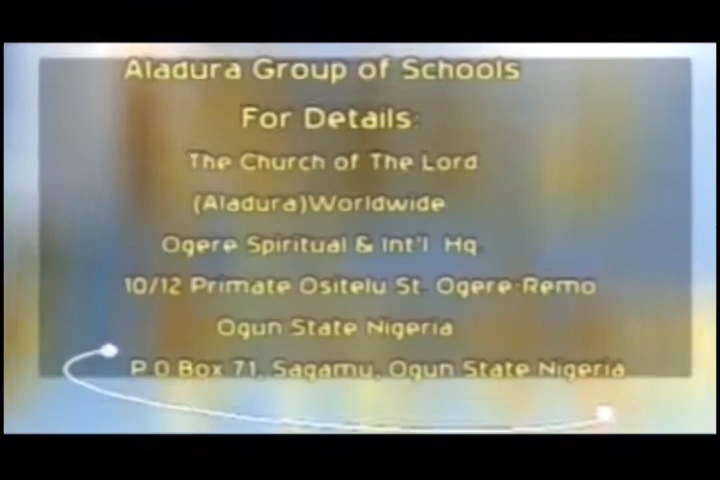 Aladura Group of Schools
For Details:
The Church of The Lord
(Aladura)Worldwide
Ogere Spiritual & Int'l Hq.
10/12 Primate Ositelu St. Ogere-Remo
Ogun State Nigeria
P O Box 71, Sagamu, Ogun State Nigeria